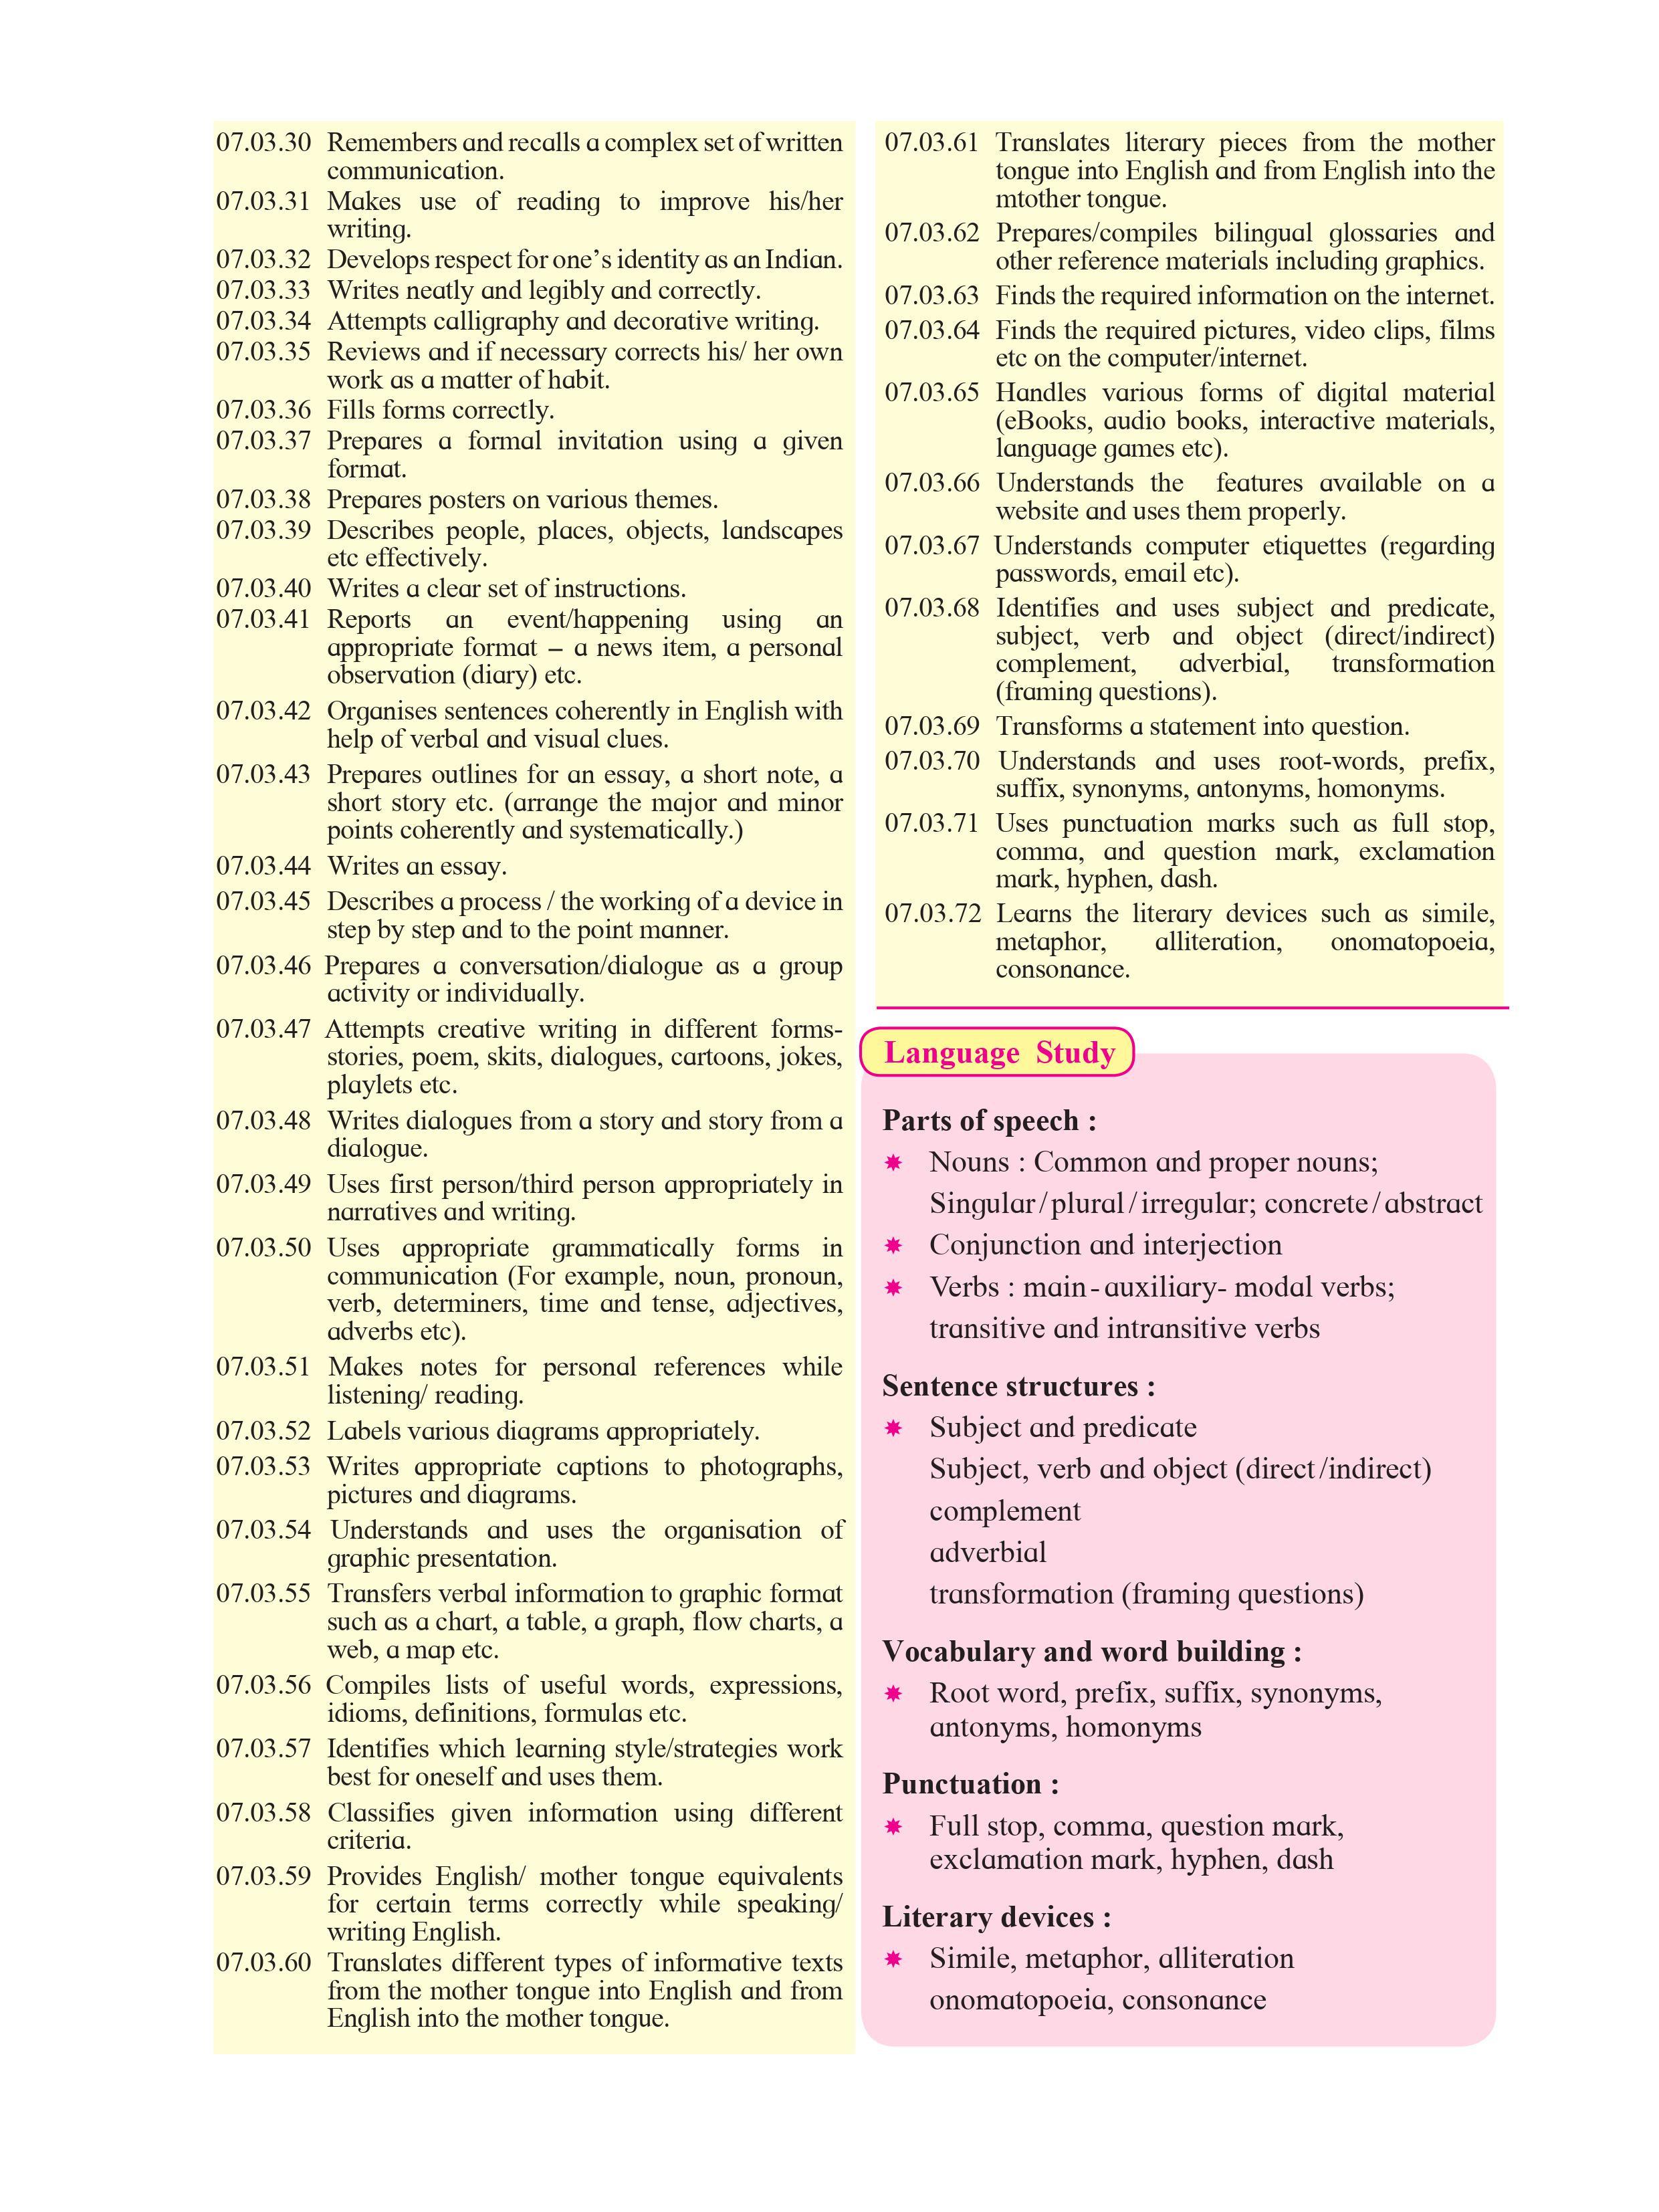 07.03.30 Remembers and recalls a complex set of written
communication.
07.03.31 Makes use of reading to improve his/her
writing.
07.03.32 Develops respect for one’s identity as an Indian.
07.03.33 Writes neatly and legibly and correctly.
07.03.34 Attempts calligraphy and decorative writing.
07.03.35 Reviews and if necessary corrects his/ her own
work as a matter of habit.
07.03.36 Fills forms correctly.
07.03.37 Prepares a formal invitation using a given
format.
07.03.38 Prepares posters on various themes.
07.03.39 Describes people, places, objects, landscapes
etc effectively.
07.03.40 Writes a clear set of instructions.
07.03.41 Reports an event/happening using an
appropriate format – a news item, a personal
observation (diary) etc.
07.03.42 Organises sentences coherently in English with
help of verbal and visual clues.
07.03.43 Prepares outlines for an essay, a short note, a
short story etc. (arrange the major and minor
points coherently and systematically.)
07.03.44 Writes an essay.
07.03.45 Describes a process / the working of a device in
step by step and to the point manner.
07.03.46 Prepares a conversation/dialogue as a group
activity or individually.
07.03.47 Attempts creative writing in different forms-
stories, poem, skits, dialogues, cartoons, jokes,
playlets etc.
07.03.48 Writes dialogues from a story and story from a
dialogue.
07.03.49 Uses first person/third person appropriately in
narratives and writing.
07.03.50 Uses appropriate grammatically forms in
communication (For example, noun, pronoun,
verb, determiners, time and tense, adjectives,
adverbs etc).
07.03.51 Makes notes for personal references while
listening/ reading.
07.03.52 Labels various diagrams appropriately.
07.03.53 Writes appropriate captions to photographs,
pictures and diagrams.
07.03.54 Understands and uses the organisation of
graphic presentation.
07.03.55 Transfers verbal information to graphic format
such as a chart, a table, a graph, flow charts, a
web, a map etc.
07.03.56 Compiles lists of useful words, expressions,
idioms, definitions, formulas etc.
07.03.57 Identifies which learning style/strategies work
best for oneself and uses them.
07.03.58 Classifies given information using different
criteria.
07.03.59 Provides English/ mother tongue equivalents
for certain terms correctly while speaking/
writing English.
07.03.60 Translates different types of informative texts
from the mother tongue into English and from
English into the mother tongue.
07.03.61 Translates literary pieces from the mother
tongue into English and from English into the
mtother tongue.
07.03.62 Prepares/compiles bilingual glossaries and
other reference materials including graphics.
07.03.63 Finds the required information on the internet.
07.03.64 Finds the required pictures, video clips, films
etc on the computer/internet.
07.03.65 Handles various forms of digital material
(eBooks, audio books, interactive materials,
language games etc).
07.03.66 Understands the features available on a
website and uses them properly.
07.03.67 Understands computer etiquettes (regarding
passwords, email etc).
07.03.68 Identifies and uses subject and predicate,
subject, verb and object (direct/indirect)
complement, adverbial, transformation
(framing questions).
07.03.69 Transforms a statement into question.
07.03.70 Understands and uses root-words, prefix,
suffix, synonyms, antonyms, homonyms.
07.03.71 Uses punctuation marks such as full stop,
comma, and question mark, exclamation
mark, hyphen, dash.
07.03.72 Learns the literary devices such as simile,
metaphor, alliteration, onomatopoeia,
consonance.
Language Study
Parts of speech :
✸ Nouns : Common and proper nouns;
Singular / plural / irregular; concrete / abstract
✸ Conjunction and interjection
✸ Verbs : main - auxiliary- modal verbs;
transitive and intransitive verbs
Sentence structures :
✸ Subject and predicate
Subject, verb and object (direct /indirect)
complement
adverbial
transformation (framing questions)
Vocabulary and word building :
✸ Root word, prefix, suffix, synonyms,
antonyms, homonyms
Punctuation :
✸ Full stop, comma, question mark,
exclamation mark, hyphen, dash
Literary devices :
✸ Simile, metaphor, alliteration
onomatopoeia, consonance